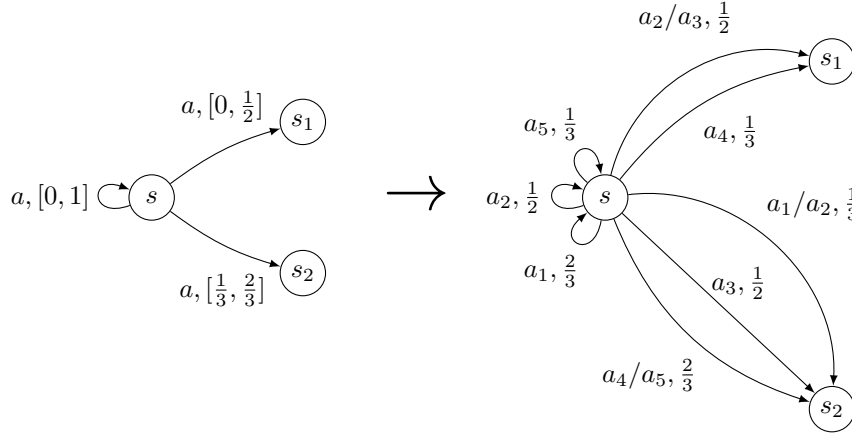 a, [0, 1]
s
a, [0, 1/2]
s₁
a, [1/3, 2/3]
s₂
a₂/a₃, 1/2
s₁
a₄, 1/3
a₅, 1/3
a₂, 1/2
s
a₁, 2/3
a₁/a₂, 1/3
a₃, 1/2
a₄/a₅, 2/3
s₂